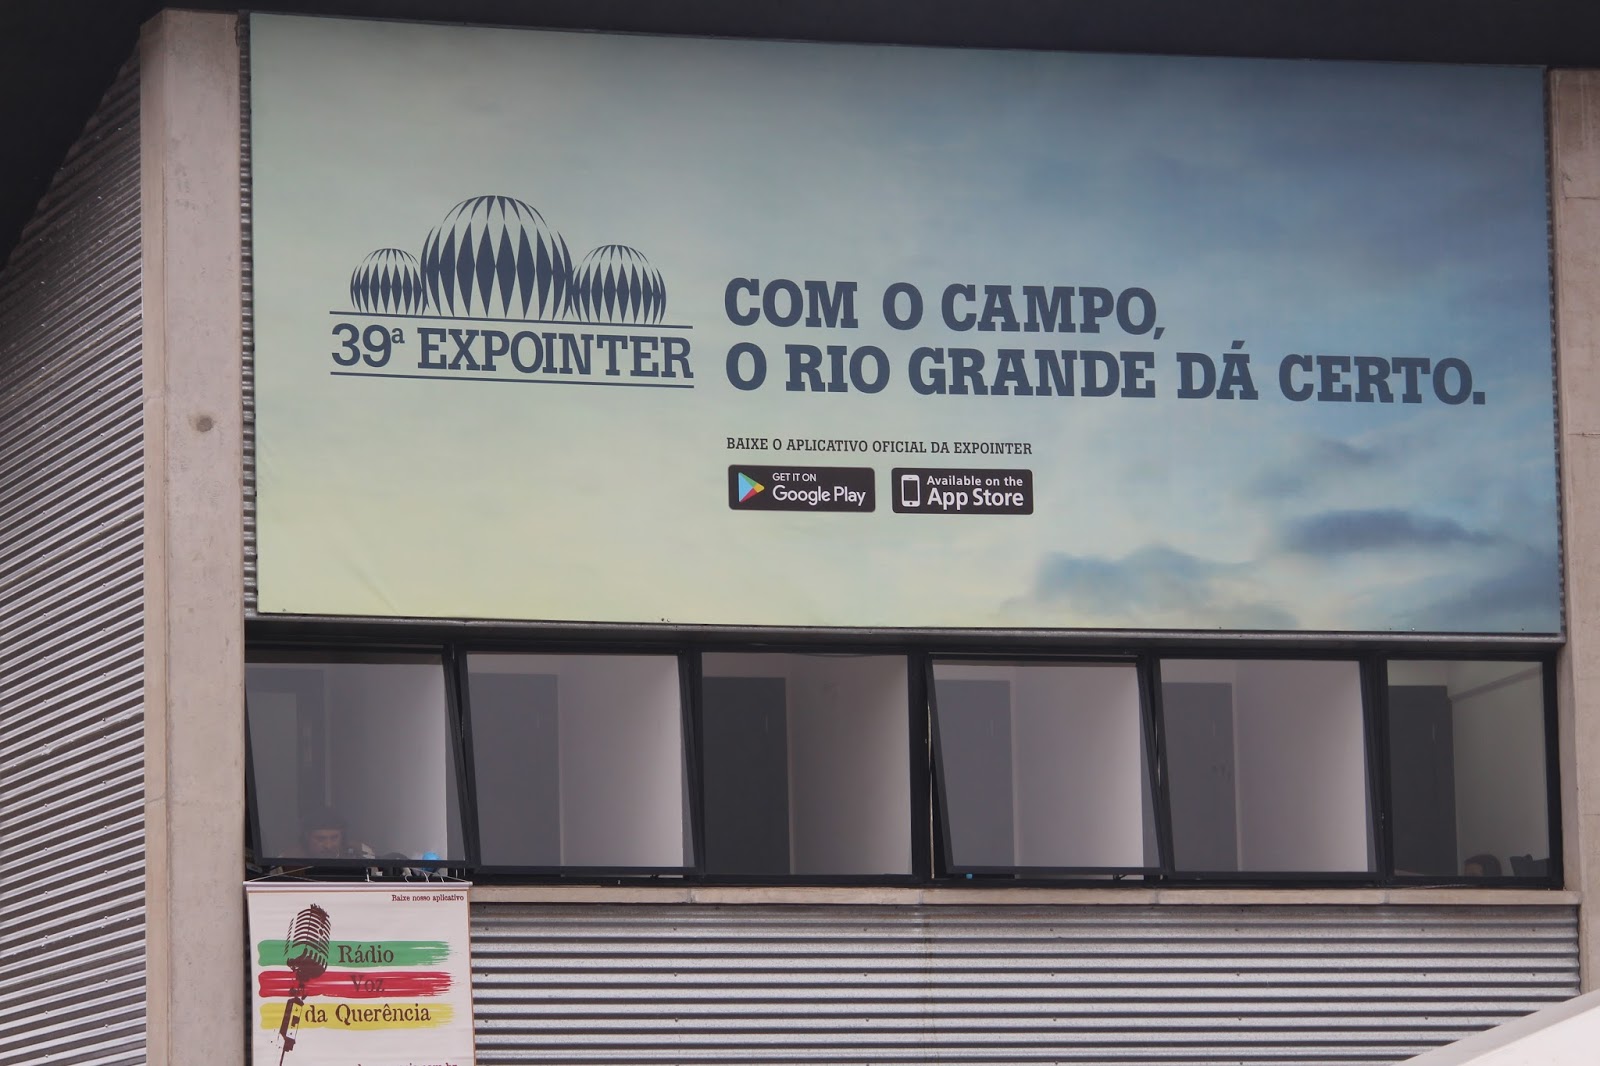 39ª EXPOINTER
COM O CAMPO,
O RIO GRANDE DÁ CERTO.
BAIXE O APLICATIVO OFICIAL DA EXPOINTER
GET IT ON
Google Play
Available on the
App Store
Baixe nosso aplicativo
Rádio
Voz
da Querência